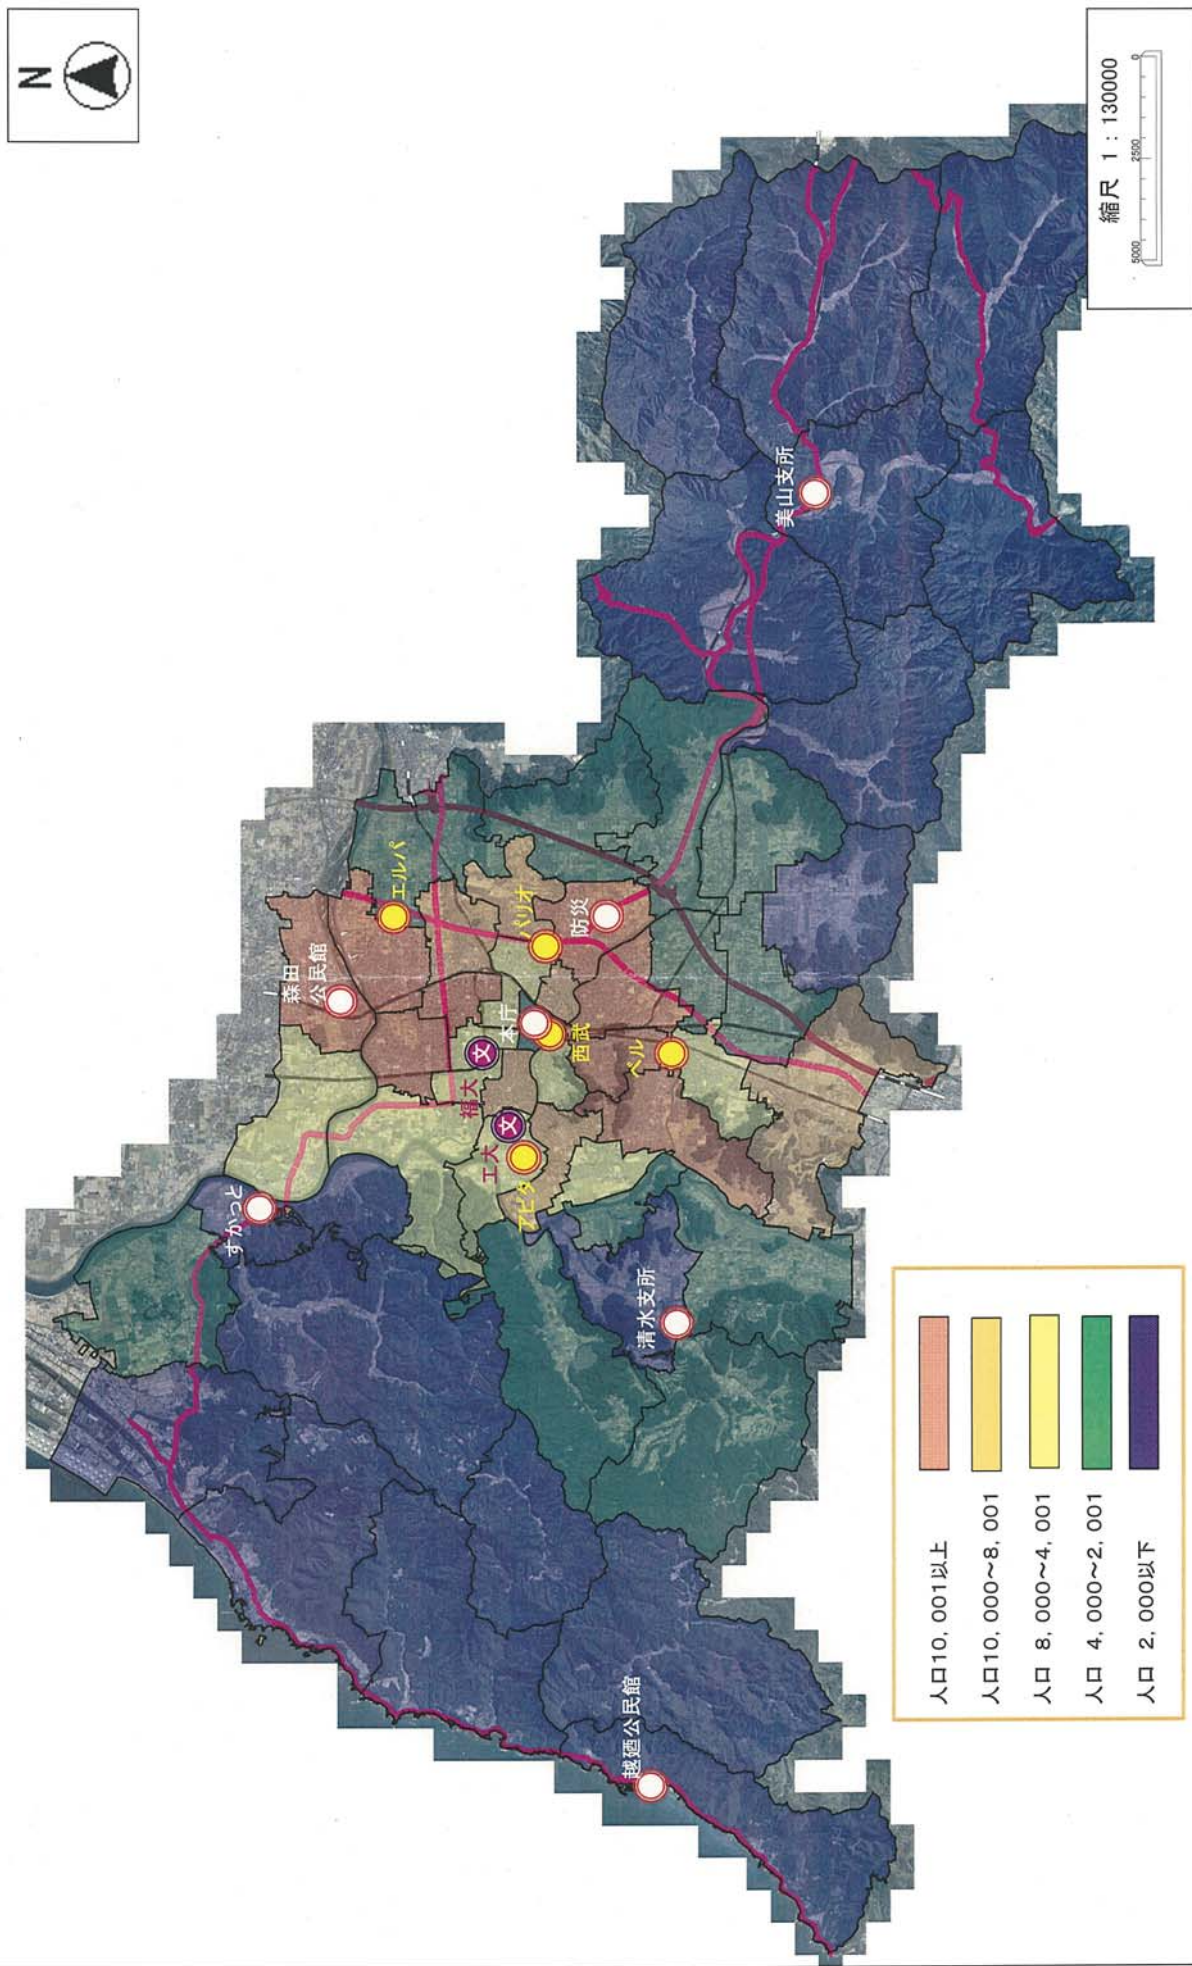 N
縮尺 1 : 130000
5000 2500 0
森田
公民館
エルパ
パリオ
防災
本庁
西武
福大
文
工大
文
アピタ
ベル
すかっと
清水支所
美山支所
越廼公民館
人口10,001以上
人口10,000~8,001
人口 8,000~4,001
人口 4,000~2,001
人口 2,000以下